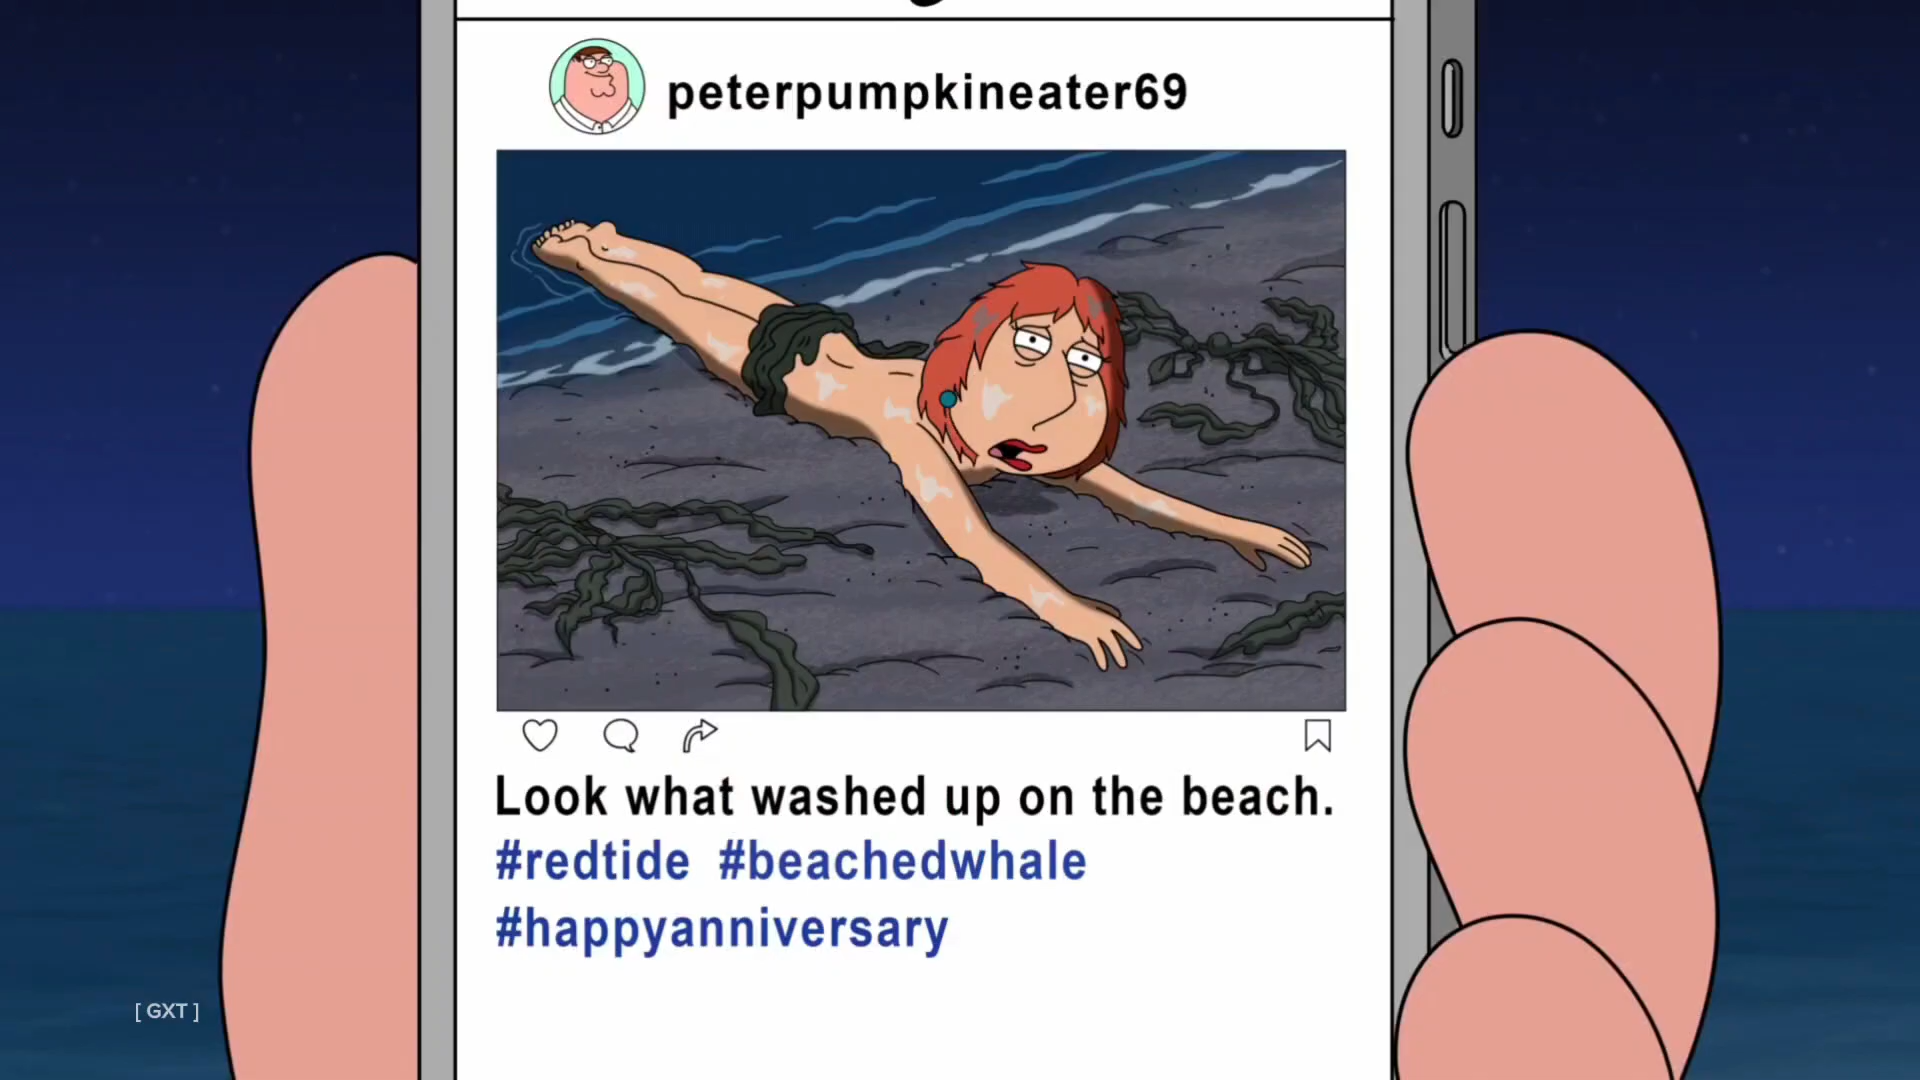 peterpumpkineater69
Look what washed up on the beach.
#redtide #beachedwhale
#happyanniversary
[ GXT ]